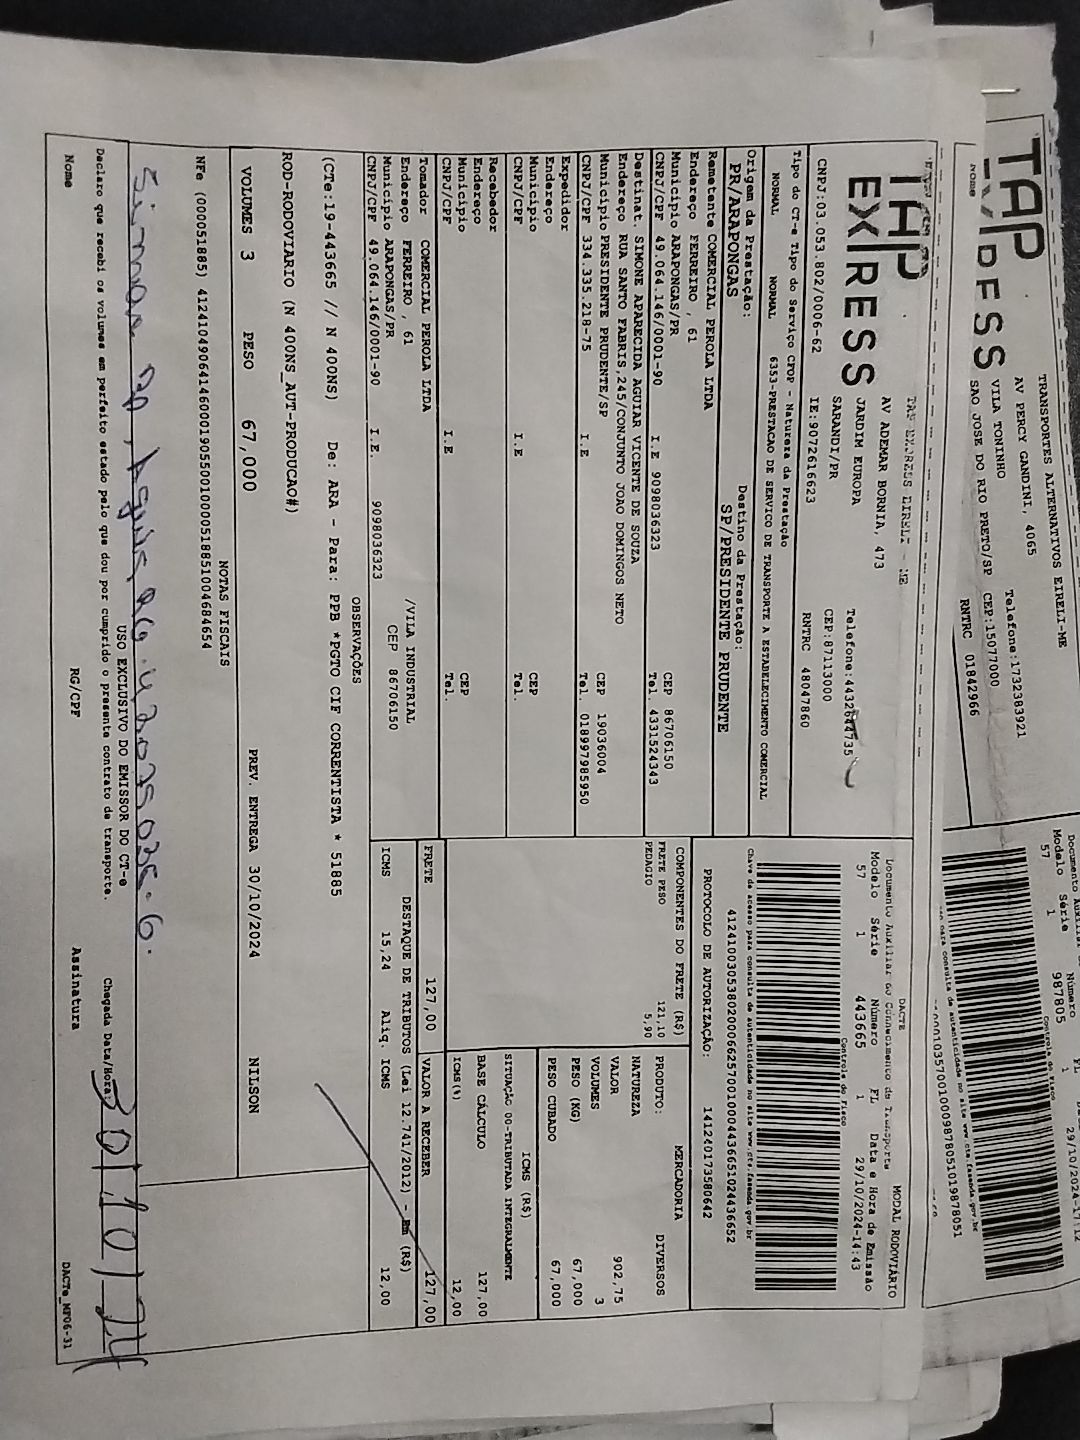 TAP
EXPRESS
TRANSPORTES ALTERNATIVOS EIRELI-ME
AV PERCY GANDINI, 4065
VILA TONINHO
SAO JOSE DO RIO PRETO/SP CEP:15077000
Telefone:1732383921
RNTRC 01842966
Nome
Modelo Série Número
57 1 987805 1 29/10/2024-17:12
TAP
EXPRESS
TAP EXPRESS EIRELI - ME
AV ADEMAR BORNIA, 473
JARDIM EUROPA
SARANDI/PR
Telefone:4432644735
CEP:87113000
CNPJ:03.053.802/0006-62 IE:9072616623 RNTRC 48047860
DACTE MODAL RODOVIÁRIO
Documento Auxiliar do Conhecimento de Transporte
Modelo Série Número FL Data e Hora de Emissão
57 1 443665 1 29/10/2024-14:43
Controle do Fisco
Chave de acesso para consulta de autenticidade no site www.cte.fazenda.gov.br
41241003053802000662570010004436651024436652
PROTOCOLO DE AUTORIZAÇÃO: 141240173580642
Tipo do CT-e Tipo do Serviço CFOP - Natureza da Prestação
NORMAL NORMAL 6353-PRESTACAO DE SERVICO DE TRANSPORTE A ESTABELECIMENTO COMERCIAL
Origem da Prestação: Destino da Prestação:
PR/ARAPONGAS SP/PRESIDENTE PRUDENTE
Remetente COMERCIAL PEROLA LTDA
Endereço FERREIRO , 61
Município ARAPONGAS/PR CEP 86706150
CNPJ/CPF 49.064.146/0001-90 I.E 9098036323 Tel. 4331524343
Destinat. SIMONE APARECIDA AGUIAR VICENTE DE SOUZA
Endereço RUA SANTO FABRIS,245/CONJUNTO JOAO DOMINGOS NETO
Município PRESIDENTE PRUDENTE/SP CEP 19036004
CNPJ/CPF 334.335.218-75 I.E Tel. 018997985950
Expedidor
Endereço
Município CEP
CNPJ/CPF I.E Tel.
Recebedor
Endereço
Município CEP
CNPJ/CPF I.E Tel.
Tomador COMERCIAL PEROLA LTDA
Endereço FERREIRO , 61 /VILA INDUSTRIAL
Município ARAPONGAS/PR CEP 86706150
CNPJ/CPF 49.064.146/0001-90 I.E. 9098036323
COMPONENTES DO FRETE (R$)
FRETE PESO 121,10
PEDAGIO 5,90
MERCADORIA
PRODUTO: DIVERSOS
NATUREZA
VALOR 902,75
VOLUMES 3
PESO (KG) 67,000
PESO CUBADO 67,000
ICMS (R$)
SITUAÇÃO 00-TRIBUTADA INTEGRALMENTE
BASE CÁLCULO 127,00
ICMS(%) 12,00
FRETE 127,00 VALOR A RECEBER 127,00
DESTAQUE DE TRIBUTOS (Lei 12.741/2012) - Em (R$)
ICMS 15,24 Aliq. ICMS 12,00
OBSERVAÇÕES
(CTe:19-443665 // N 400NS) De: ARA - Para: PPB *PGTO CIF CORRENTISTA * 51885
ROD-RODOVIARIO (N 400NS_AUT-PRODUCAO#)
VOLUMES 3 PESO 67,000 PREV. ENTREGA 30/10/2024 NILSON
NOTAS FISCAIS
NFe (000051885) 41241049064146000190550010000518851004684654
USO EXCLUSIVO DO EMISSOR DO CT-e
Declaro que recebi os volumes em perfeito estado pelo que dou por cumprido o presente contrato de transporte. Chegada Data/Hora: 30/10/24
Nome RG/CPF Assinatura
DACTe_MP06-31